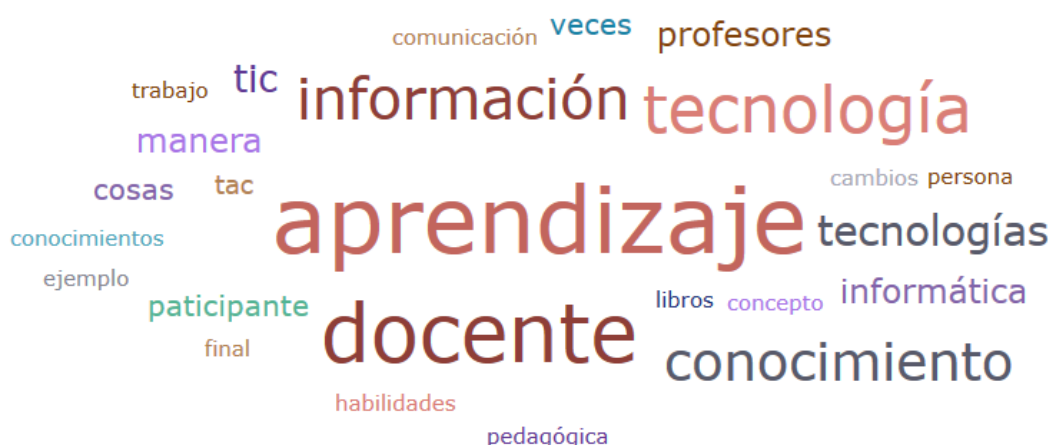 comunicación veces profesores
trabajo tic información tecnología
manera
cosas tac aprendizaje cambios persona
conocimientos tecnologías
ejemplo
paticipante docente libros concepto informática
final conocimiento
habilidades
pedagógica